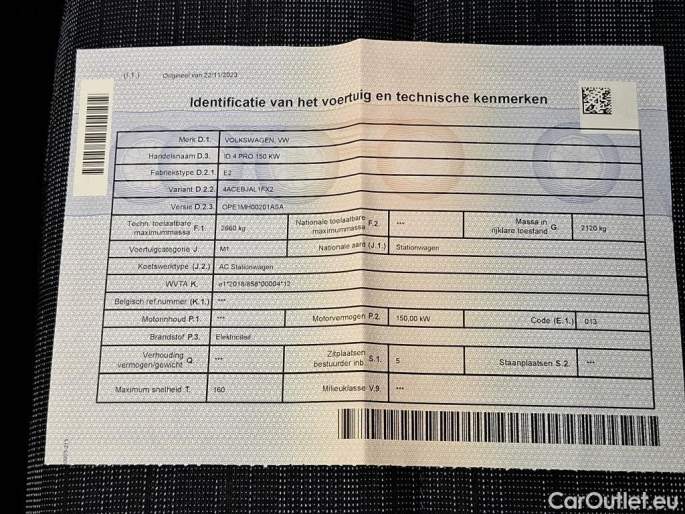 (I.1.) Origineel van 22/11/2023
Identificatie van het voertuig en technische kenmerken
Merk D.1. VOLKSWAGEN, VW
Handelsnaam D.3. ID.4 PRO 150 KW
Fabriekstype D.2.1. E2
Variant D.2.2. 4ACEBJAL1FX2
Versie D.2.3. OPE1MH00201ASA
Techn. toelaatbare maximummassa F.1. 2660 kg Nationale toelaatbare maximummassa F.2. *** Massa in rijklare toestand G. 2120 kg
Voertuigcategorie J. M1 Nationale aard (J.1.) Stationwagen
Koetswerktype (J.2.) AC Stationwagen
WVTA K. e1*2018/858*00004*12
Belgisch ref.nummer (K.1.) ***
Motorinhoud P.1. *** Motorvermogen P.2. 150,00 kW Code (E.1.) 013
Brandstof P.3. Elektriciteit
Verhouding vermogen/gewicht Q. *** Zitplaatsen bestuurder inb. S.1. 5 Staanplaatsen S.2. ***
Maximum snelheid T. 160 Milieuklasse V.9. ***
CarOutlet.eu